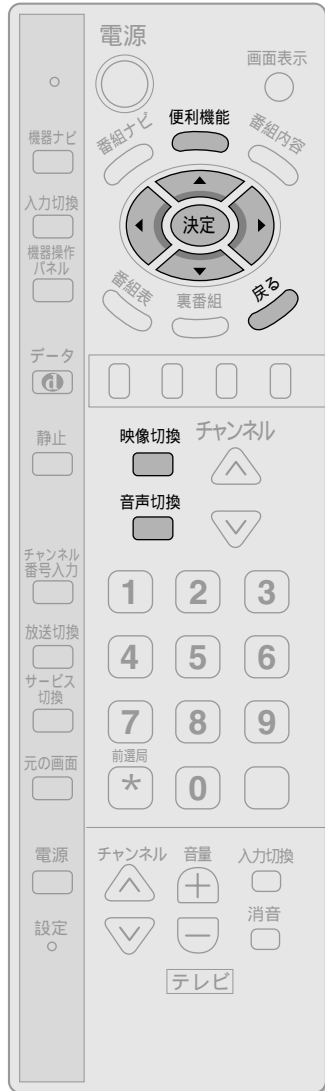 電源
画面表示
機器ナビ
番組ナビ
便利機能
番組内容
入力切換
決定
機器操作
パネル
番組表
裏番組
戻る
データ
d
静止
映像切換
チャンネル
音声切換
チャンネル
番号入力
1 2 3
放送切換
4 5 6
サービス
切換
7 8 9
元の画面
前選局
* 0
電源
チャンネル
音量
入力切換
+
消音
設定
−
テレビ